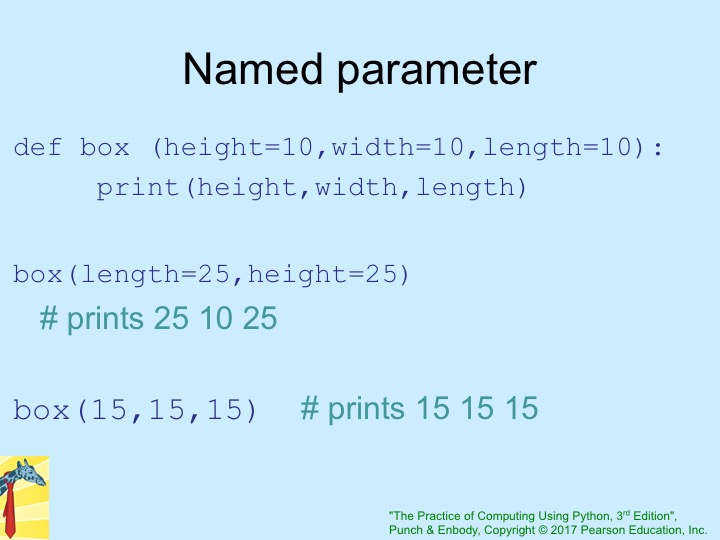 Named parameter
def box (height=10,width=10,length=10):
print(height,width,length)
box(length=25,height=25)
# prints 25 10 25
box(15,15,15) # prints 15 15 15
"The Practice of Computing Using Python, 3rd Edition",
Punch & Enbody, Copyright © 2017 Pearson Education, Inc.